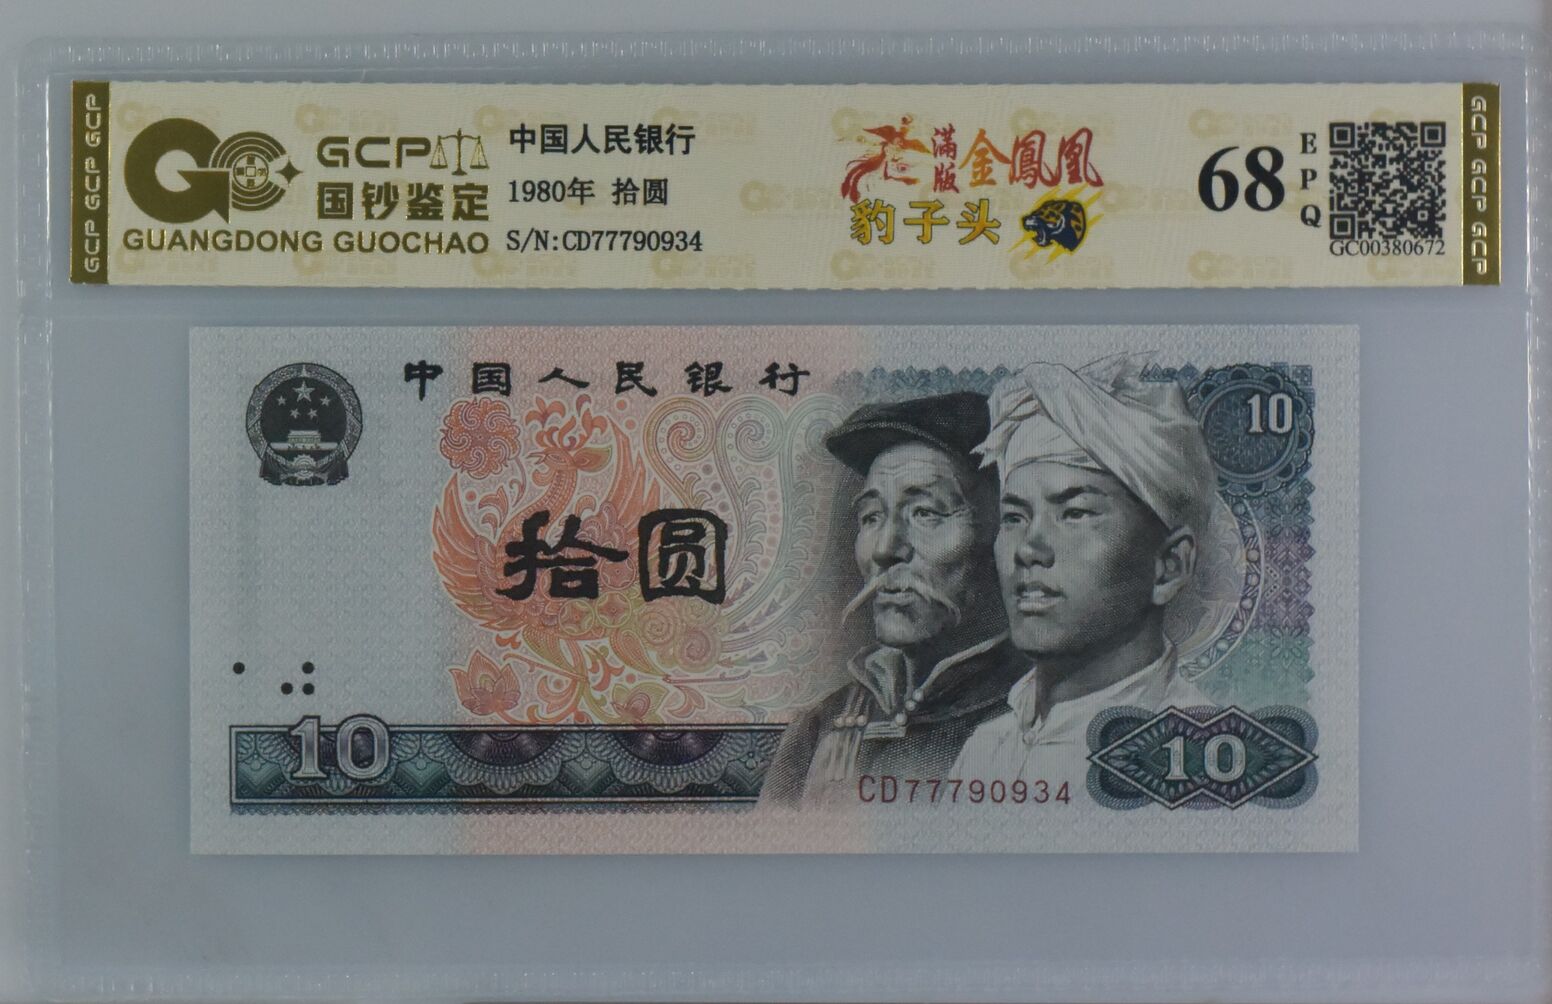 GCP GCP GCP
GCP
国钞鉴定
GUANGDONG GUOCHAO
中国人民银行
1980年 拾圆
S/N:CD77790934
满版
金鳳凰
豹子头
68
EPQ
GC00380672
GCP GCP GCP
中国人民银行
10
拾圆
10
10
CD77790934